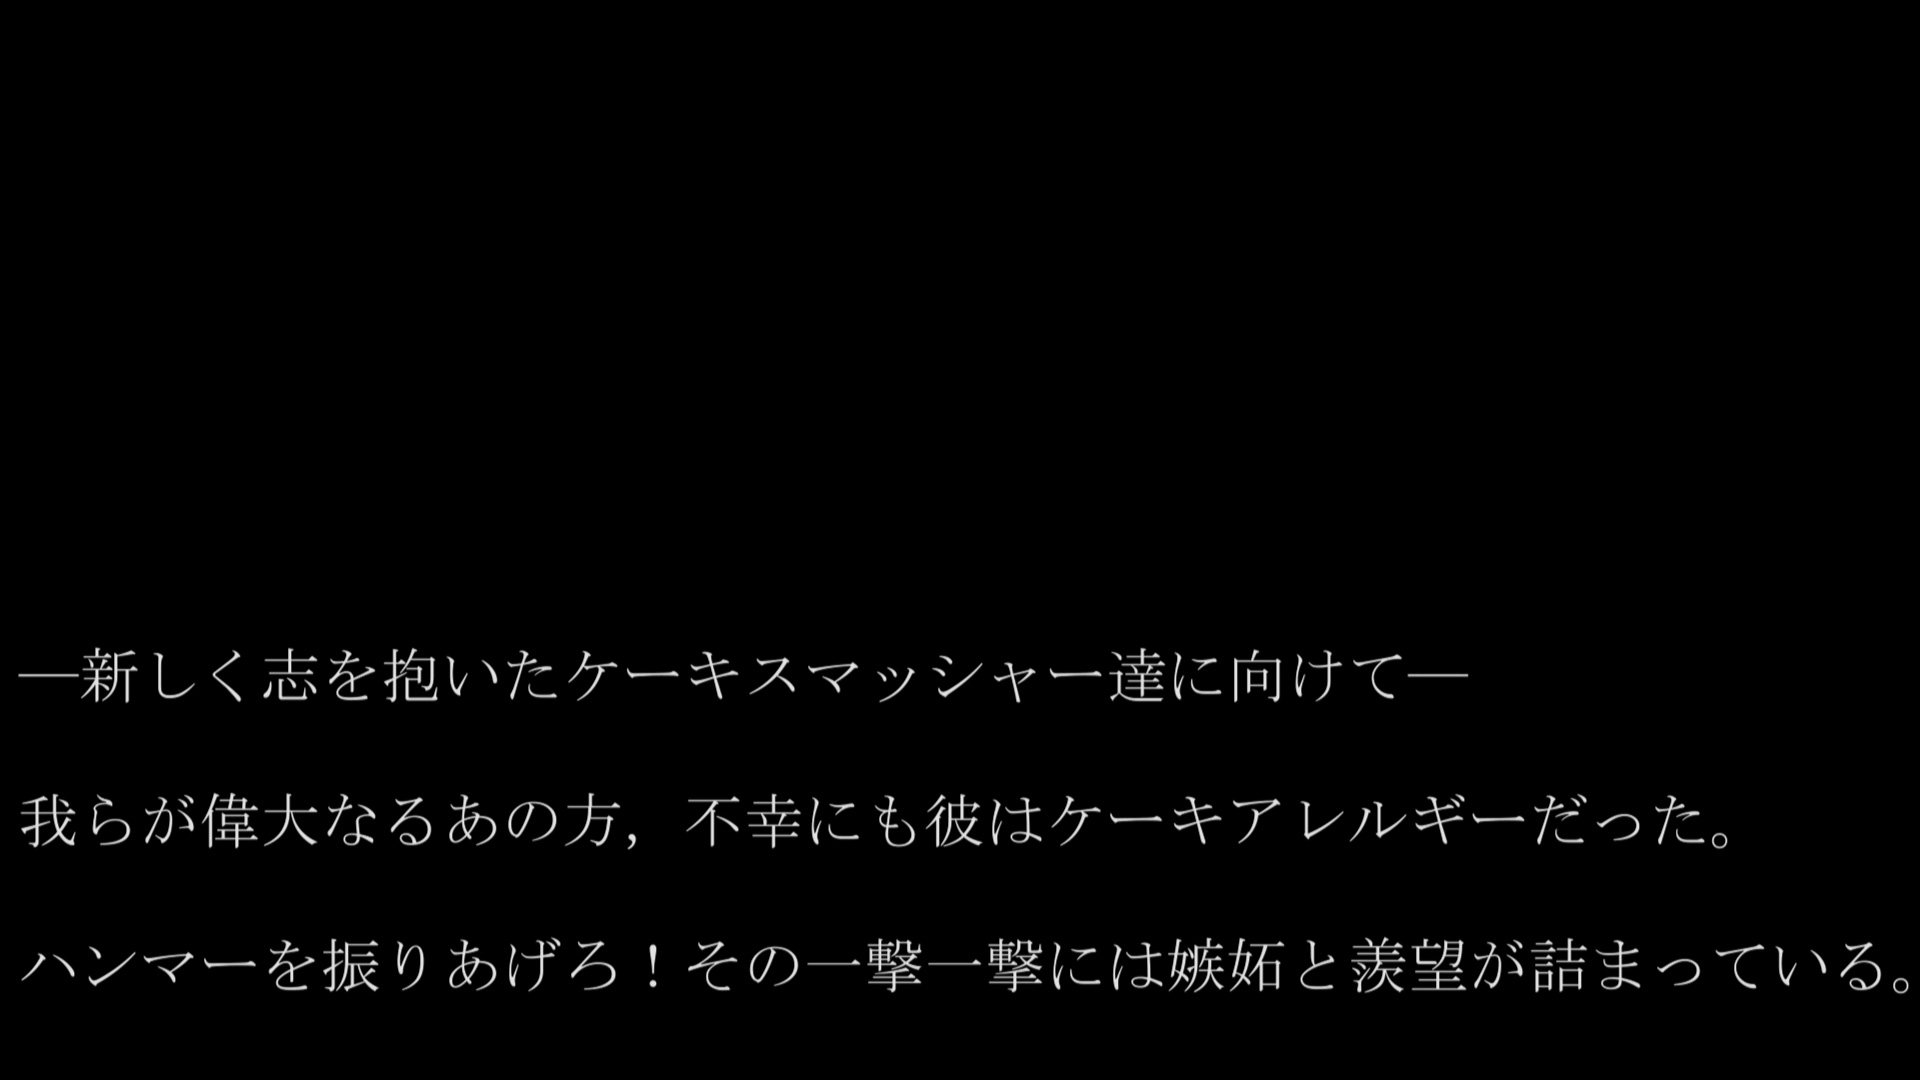 ―新しく志を抱いたケーキスマッシャー達に向けて―
我らが偉大なるあの方，不幸にも彼はケーキアレルギーだった。
ハンマーを振りあげろ！その一撃一撃には嫉妬と羨望が詰まっている。